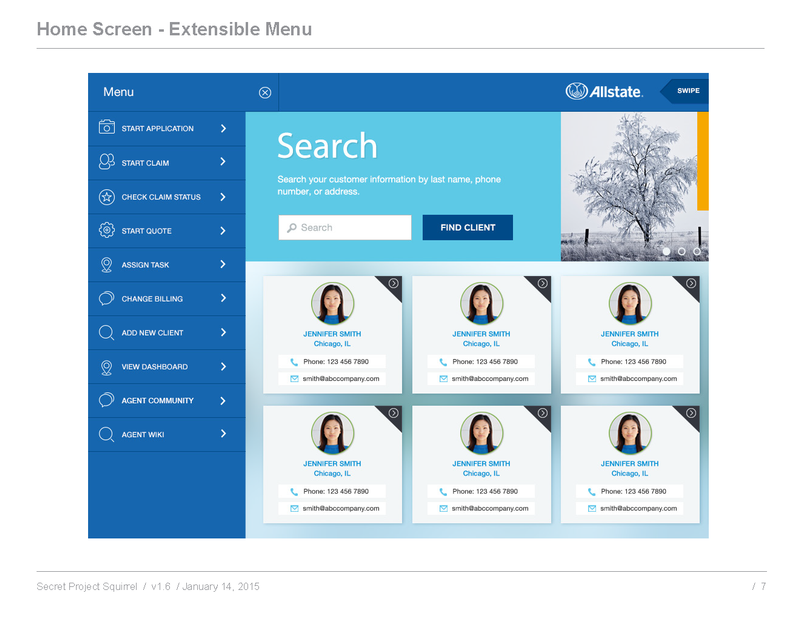 Home Screen - Extensible Menu
Menu
Allstate.
SWIPE
START APPLICATION
START CLAIM
CHECK CLAIM STATUS
START QUOTE
ASSIGN TASK
CHANGE BILLING
ADD NEW CLIENT
VIEW DASHBOARD
AGENT COMMUNITY
AGENT WIKI
Search
Search your customer information by last name, phone
number, or address.
Search
FIND CLIENT
JENNIFER SMITH
Chicago, IL
Phone: 123 456 7890
smith@abccompany.com
JENNIFER SMITH
Chicago, IL
Phone: 123 456 7890
smith@abccompany.com
JENNIFER SMITH
Chicago, IL
Phone: 123 456 7890
smith@abccompany.com
JENNIFER SMITH
Chicago, IL
Phone: 123 456 7890
smith@abccompany.com
JENNIFER SMITH
Chicago, IL
Phone: 123 456 7890
smith@abccompany.com
JENNIFER SMITH
Chicago, IL
Phone: 123 456 7890
smith@abccompany.com
Secret Project Squirrel / v1.6 / January 14, 2015
/ 7